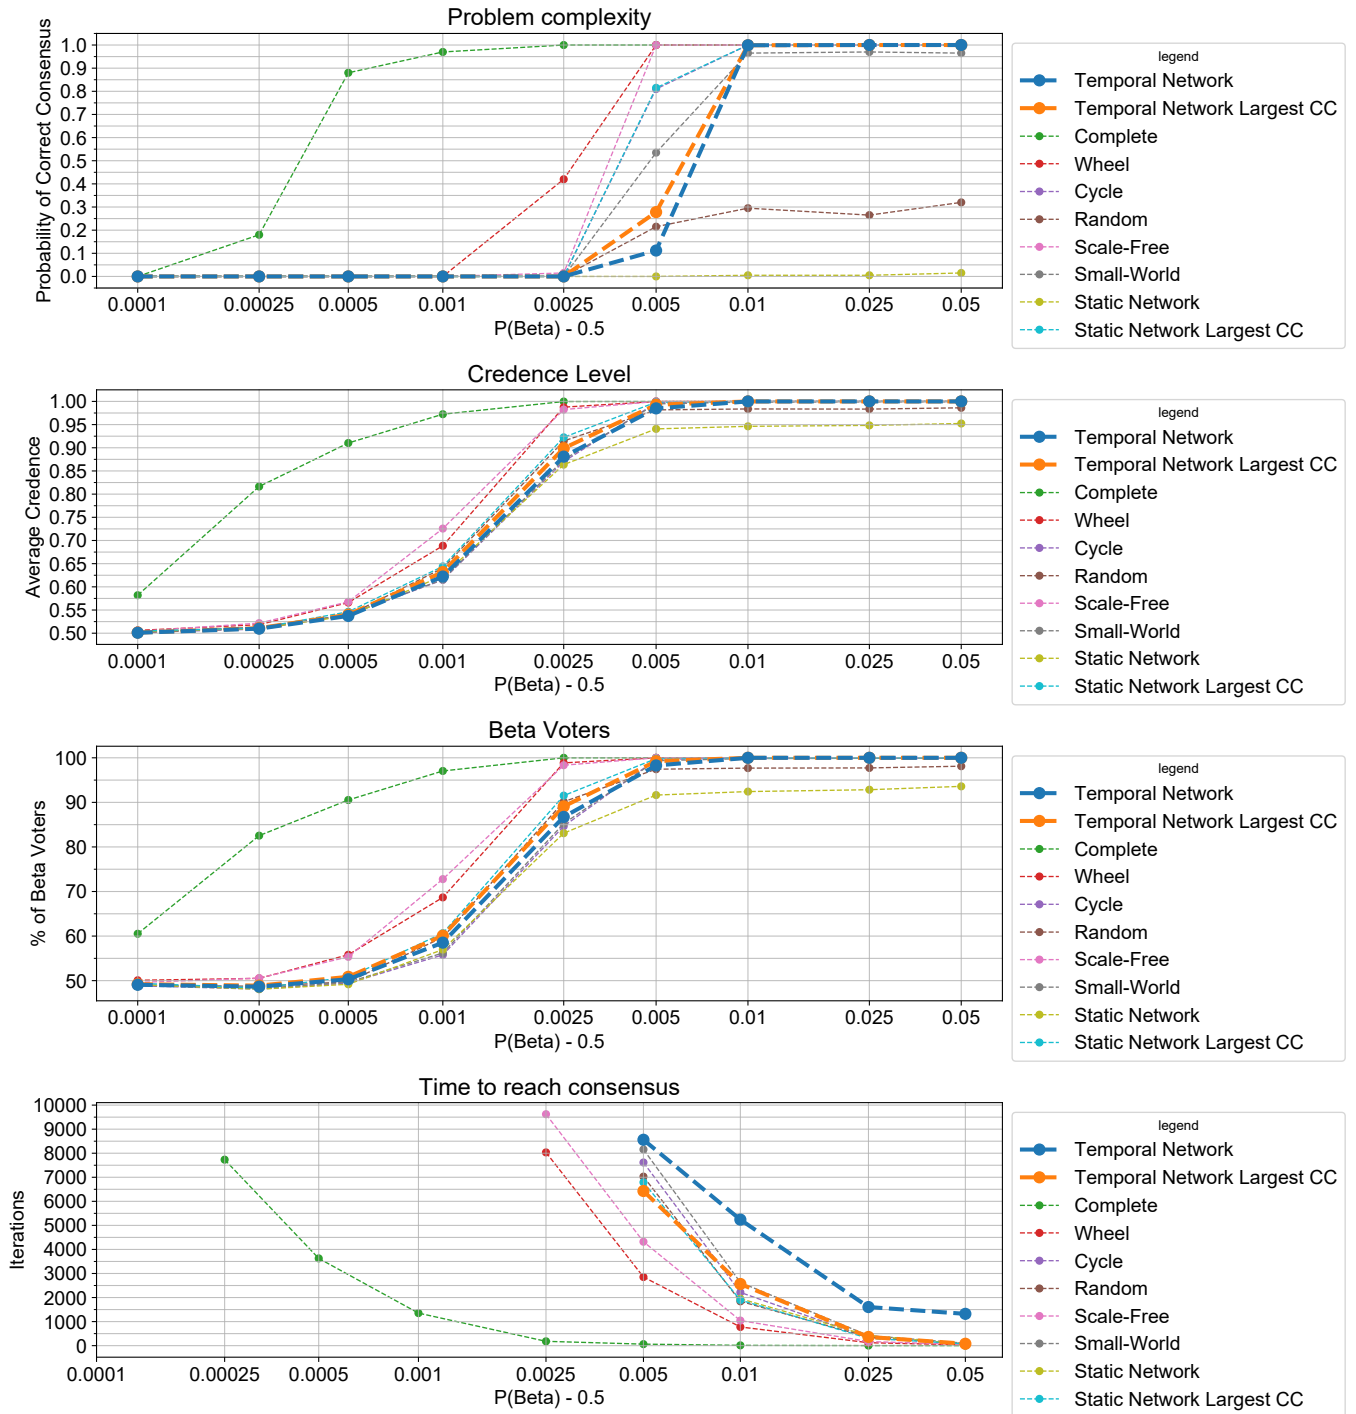 Problem complexity
Probability of Correct Consensus
1.0
0.9
0.8
0.7
0.6
0.5
0.4
0.3
0.2
0.1
0.0
0.0001 0.00025 0.0005 0.001 0.0025 0.005 0.01 0.025 0.05
P(Beta) - 0.5
legend
Temporal Network
Temporal Network Largest CC
Complete
Wheel
Cycle
Random
Scale-Free
Small-World
Static Network
Static Network Largest CC
Credence Level
Average Credence
1.00
0.95
0.90
0.85
0.80
0.75
0.70
0.65
0.60
0.55
0.50
0.0001 0.00025 0.0005 0.001 0.0025 0.005 0.01 0.025 0.05
P(Beta) - 0.5
legend
Temporal Network
Temporal Network Largest CC
Complete
Wheel
Cycle
Random
Scale-Free
Small-World
Static Network
Static Network Largest CC
Beta Voters
% of Beta Voters
100
90
80
70
60
50
0.0001 0.00025 0.0005 0.001 0.0025 0.005 0.01 0.025 0.05
P(Beta) - 0.5
legend
Temporal Network
Temporal Network Largest CC
Complete
Wheel
Cycle
Random
Scale-Free
Small-World
Static Network
Static Network Largest CC
Time to reach consensus
Iterations
10000
9000
8000
7000
6000
5000
4000
3000
2000
1000
0
0.0001 0.00025 0.0005 0.001 0.0025 0.005 0.01 0.025 0.05
P(Beta) - 0.5
legend
Temporal Network
Temporal Network Largest CC
Complete
Wheel
Cycle
Random
Scale-Free
Small-World
Static Network
Static Network Largest CC